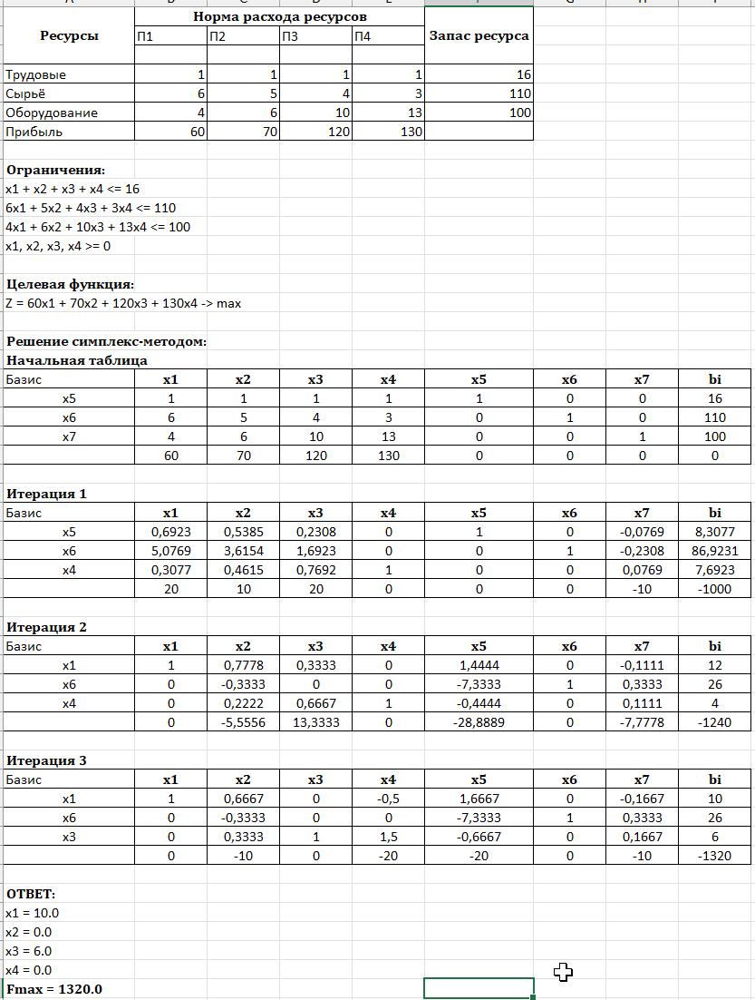 Норма расхода ресурсов
Ресурсы П1 П2 П3 П4 Запас ресурса
Трудовые 1 1 1 1 16
Сырьё 6 5 4 3 110
Оборудование 4 6 10 13 100
Прибыль 60 70 120 130
Ограничения:
x1 + x2 + x3 + x4 <= 16
6x1 + 5x2 + 4x3 + 3x4 <= 110
4x1 + 6x2 + 10x3 + 13x4 <= 100
x1, x2, x3, x4 >= 0
Целевая функция:
Z = 60x1 + 70x2 + 120x3 + 130x4 -> max
Решение симплекс-методом:
Начальная таблица
Базис x1 x2 x3 x4 x5 x6 x7 bi
x5 1 1 1 1 1 0 0 16
x6 6 5 4 3 0 1 0 110
x7 4 6 10 13 0 0 1 100
60 70 120 130 0 0 0 0
Итерация 1
Базис x1 x2 x3 x4 x5 x6 x7 bi
x5 0,6923 0,5385 0,2308 0 1 0 -0,0769 8,3077
x6 5,0769 3,6154 1,6923 0 0 1 -0,2308 86,9231
x4 0,3077 0,4615 0,7692 1 0 0 0,0769 7,6923
20 10 20 0 0 0 -10 -1000
Итерация 2
Базис x1 x2 x3 x4 x5 x6 x7 bi
x1 1 0,7778 0,3333 0 1,4444 0 -0,1111 12
x6 0 -0,3333 0 0 -7,3333 1 0,3333 26
x4 0 0,2222 0,6667 1 -0,4444 0 0,1111 4
0 -5,5556 13,3333 0 -28,8889 0 -7,7778 -1240
Итерация 3
Базис x1 x2 x3 x4 x5 x6 x7 bi
x1 1 0,6667 0 -0,5 1,6667 0 -0,1667 10
x6 0 -0,3333 0 0 -7,3333 1 0,3333 26
x3 0 0,3333 1 1,5 -0,6667 0 0,1667 6
0 -10 0 -20 -20 0 -10 -1320
ОТВЕТ:
x1 = 10.0
x2 = 0.0
x3 = 6.0
x4 = 0.0
Fmax = 1320.0